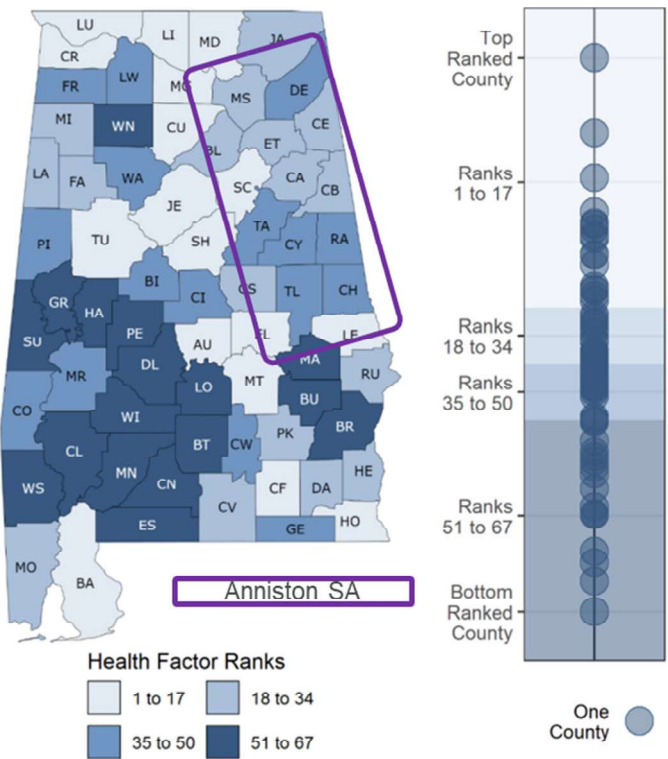 LU
LI
MD
JA
CR
FR
LW
MG
MS
DE
MI
WN
CU
CE
ET
BL
LA
FA
WA
SC
CA
CB
JE
TA
PI
TU
SH
CY
RA
BI
CI
TL
CH
GR
HA
SU
PE
AU
LE
DL
MA
MR
LO
MT
RU
BU
CO
WI
BR
CL
BT
CW
PK
MN
HE
WS
CN
CF
DA
CV
ES
GE
HO
MO
BA
Anniston SA
Health Factor Ranks
1 to 17
18 to 34
35 to 50
51 to 67
Top
Ranked
County
Ranks
1 to 17
Ranks
18 to 34
Ranks
35 to 50
Ranks
51 to 67
Bottom
Ranked
County
One
County